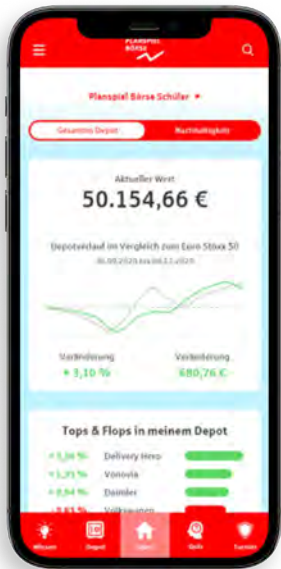 PLANSPIEL
BÖRSE
Planspiel Börse Schüler
Gesamtes Depot Nachhaltigkeit
Aktueller Wert
50.154,66 €
Depotverlauf im Vergleich zum Euro Stoxx 50
Veränderung Veränderung
+ 3,10 % 680,76 €
Tops & Flops in meinem Depot
Delivery Hero
Vonovia
Daimler
Volkswagen
Wissen Depot Quiz